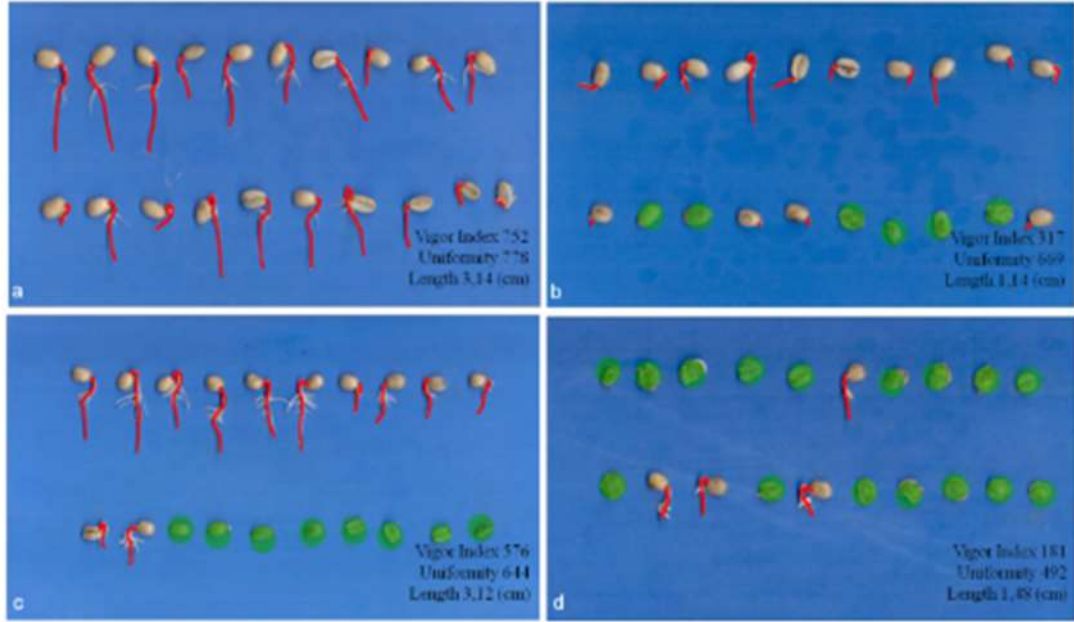 Vigor Index 752
Uniformity 778
Length 3,14 (cm)
a
Vigor Index 317
Uniformity 669
Length 1,14 (cm)
b
Vigor Index 576
Uniformity 644
Length 3,12 (cm)
c
Vigor Index 181
Uniformity 492
Length 1,48 (cm)
d